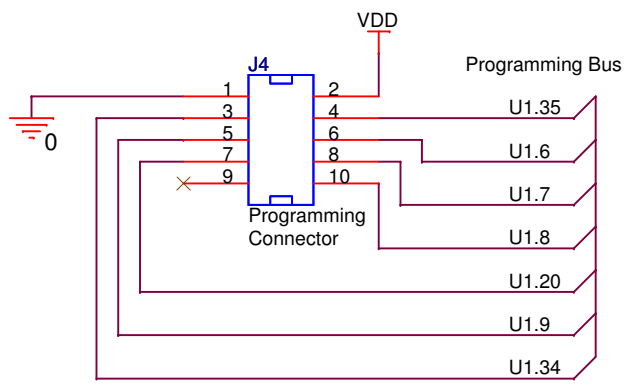 VDD
J4
Programming Bus
1 2
3 4
U1.35
5 6
U1.6
7 8
9 10
U1.7
0
Programming
Connector
U1.8
U1.20
U1.9
U1.34